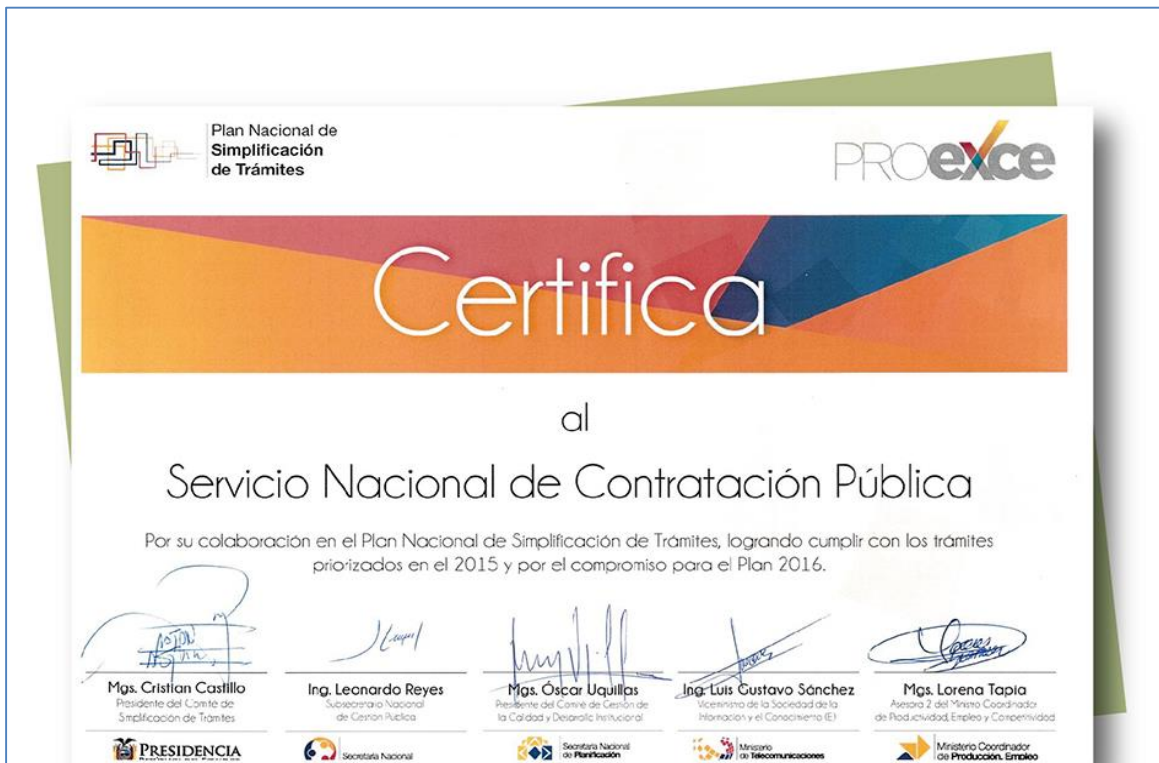 Plan Nacional de
Simplificación
de Trámites
PROexce
Certifica
al
Servicio Nacional de Contratación Pública
Por su colaboración en el Plan Nacional de Simplificación de Trámites, logrando cumplir con los trámites
priorizados en el 2015 y por el compromiso para el Plan 2016.
Mgs. Cristian Castillo
Presidente del Comite de
Simplificación de Trámites
Ing. Leonardo Reyes
Subsecretario Nacional
de Gestion Publica
Mgs. Óscar Uquillas
Presidente del Comite de Gestión de
la Calidad y Desarrollo Institucional
Ing. Luis Gustavo Sánchez
Viceministro de la Sociedad de la
Información y el Conocimiento (E)
Mgs. Lorena Tapia
Asesora 2 del Ministro Coordinador
de Productividad, Empleo y Competitividad
PRESIDENCIA
Secretaría Nacional
Secretaría Nacional
de Planificación
Ministerio
de Telecomunicaciones
Ministerio Coordinador
de Producción, Empleo